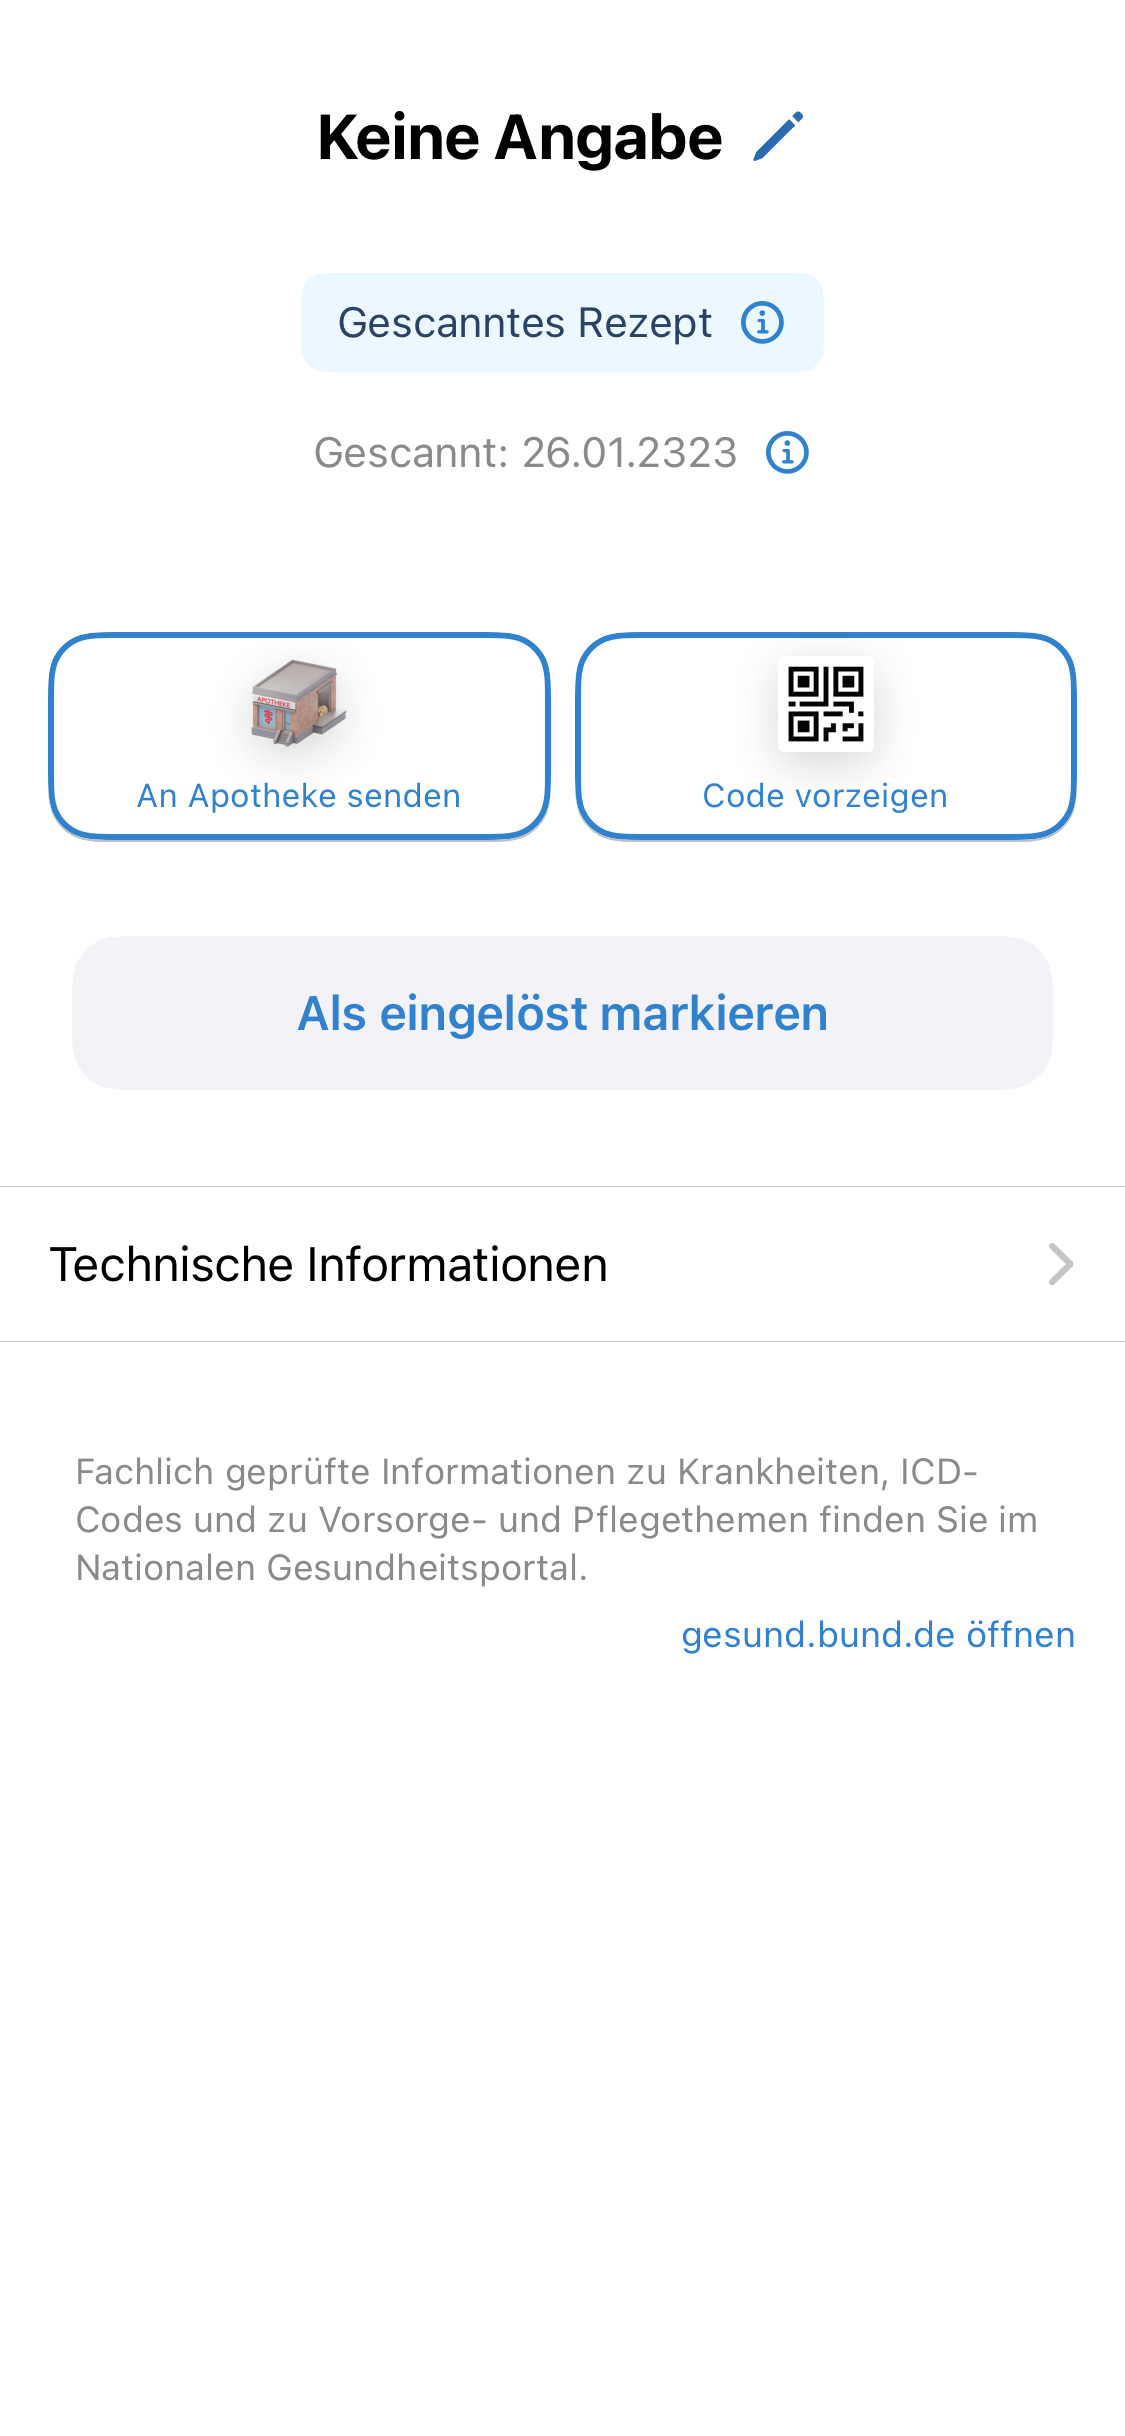 Keine Angabe
Gescanntes Rezept
Gescannt: 26.01.2323
APOTHEKE
An Apotheke senden
Code vorzeigen
Als eingelöst markieren
Technische Informationen
Fachlich geprüfte Informationen zu Krankheiten, ICD-
Codes und zu Vorsorge- und Pflegethemen finden Sie im
Nationalen Gesundheitsportal.
gesund.bund.de öffnen